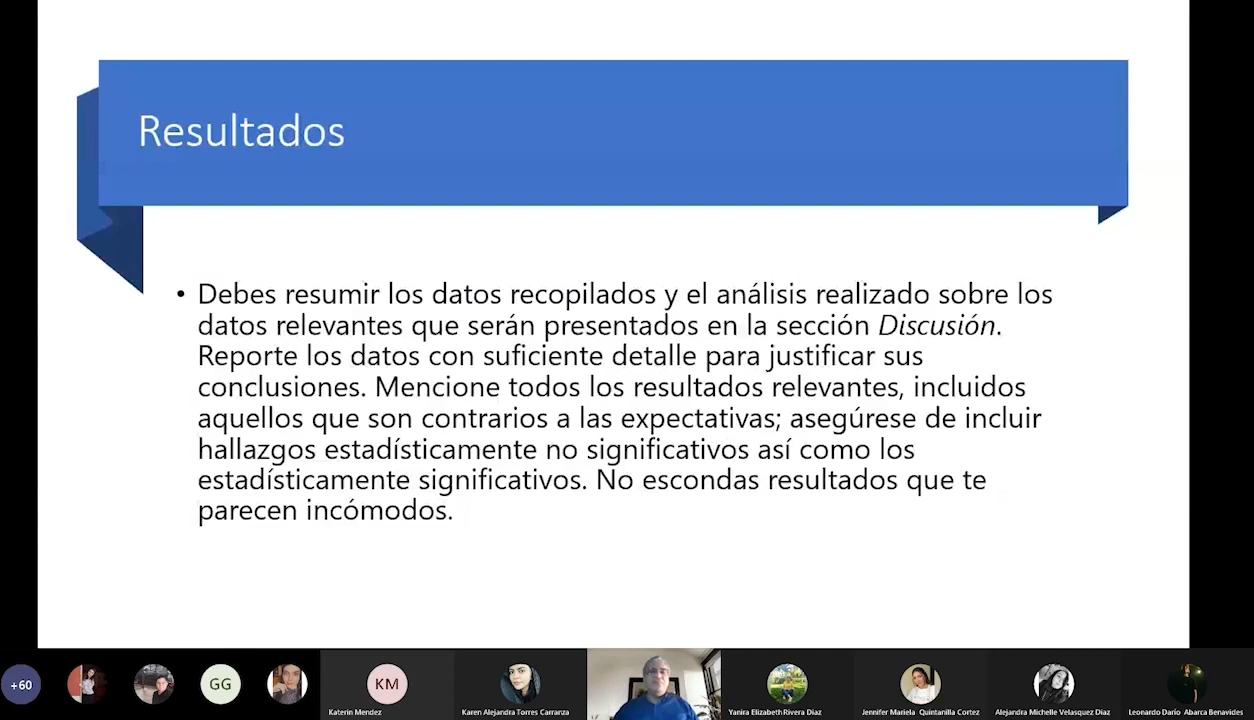 Resultados
• Debes resumir los datos recopilados y el análisis realizado sobre los
datos relevantes que serán presentados en la sección Discusión.
Reporte los datos con suficiente detalle para justificar sus
conclusiones. Mencione todos los resultados relevantes, incluidos
aquellos que son contrarios a las expectativas; asegúrese de incluir
hallazgos estadísticamente no significativos así como los
estadísticamente significativos. No escondas resultados que te
parecen incómodos.
+60
GG
KM
Katerin Mendez
Karen Alejandra Torres Carranza
Yanira Elizabeth Rivera Diaz
Jennifer Mariela Quintanilla Cortez
Alejandra Michelle Velasquez Diaz
Leonardo Darío Abarca Benavides